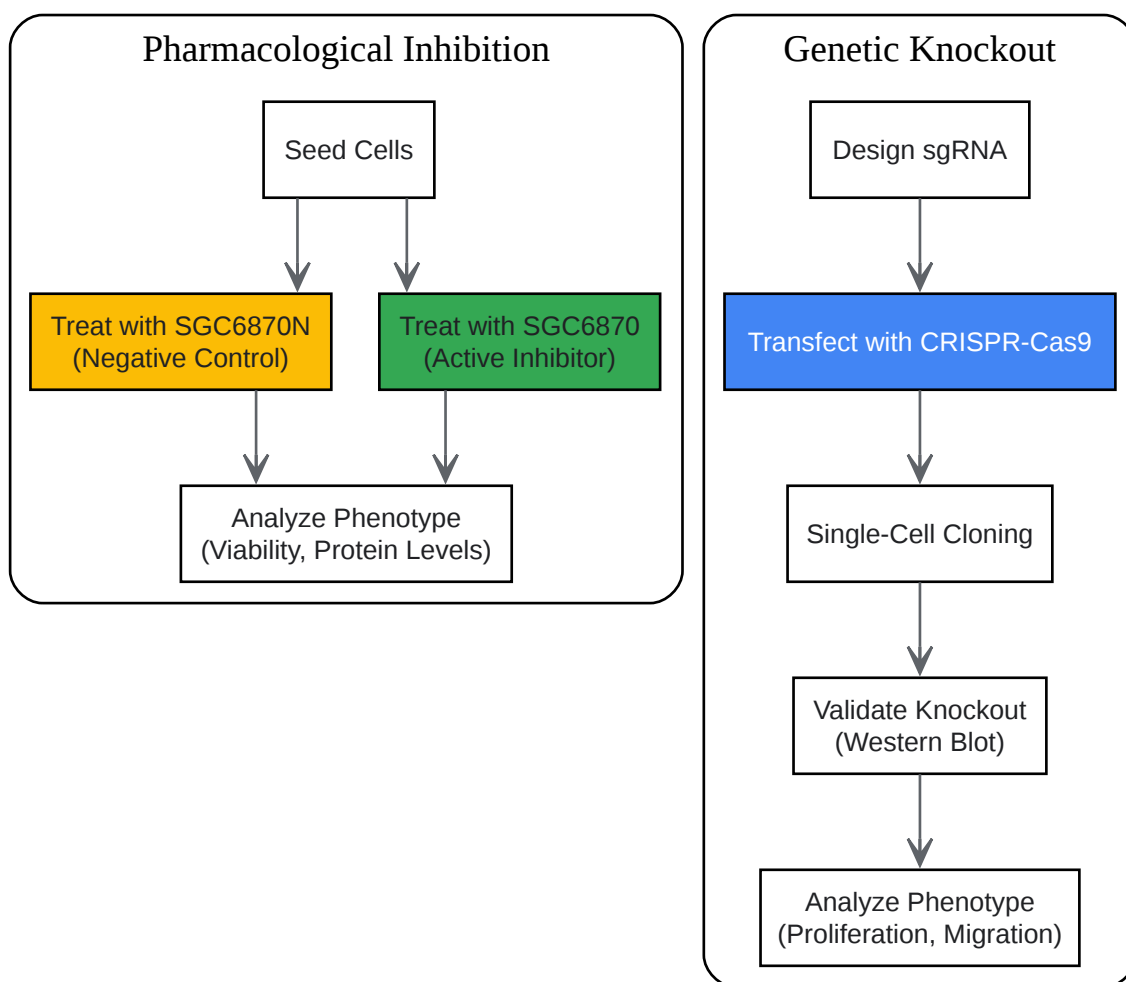 Pharmacological Inhibition
Seed Cells
Treat with SGC6870N
(Negative Control)
Treat with SGC6870
(Active Inhibitor)
Analyze Phenotype
(Viability, Protein Levels)
Genetic Knockout
Design sgRNA
Transfect with CRISPR-Cas9
Single-Cell Cloning
Validate Knockout
(Western Blot)
Analyze Phenotype
(Proliferation, Migration)